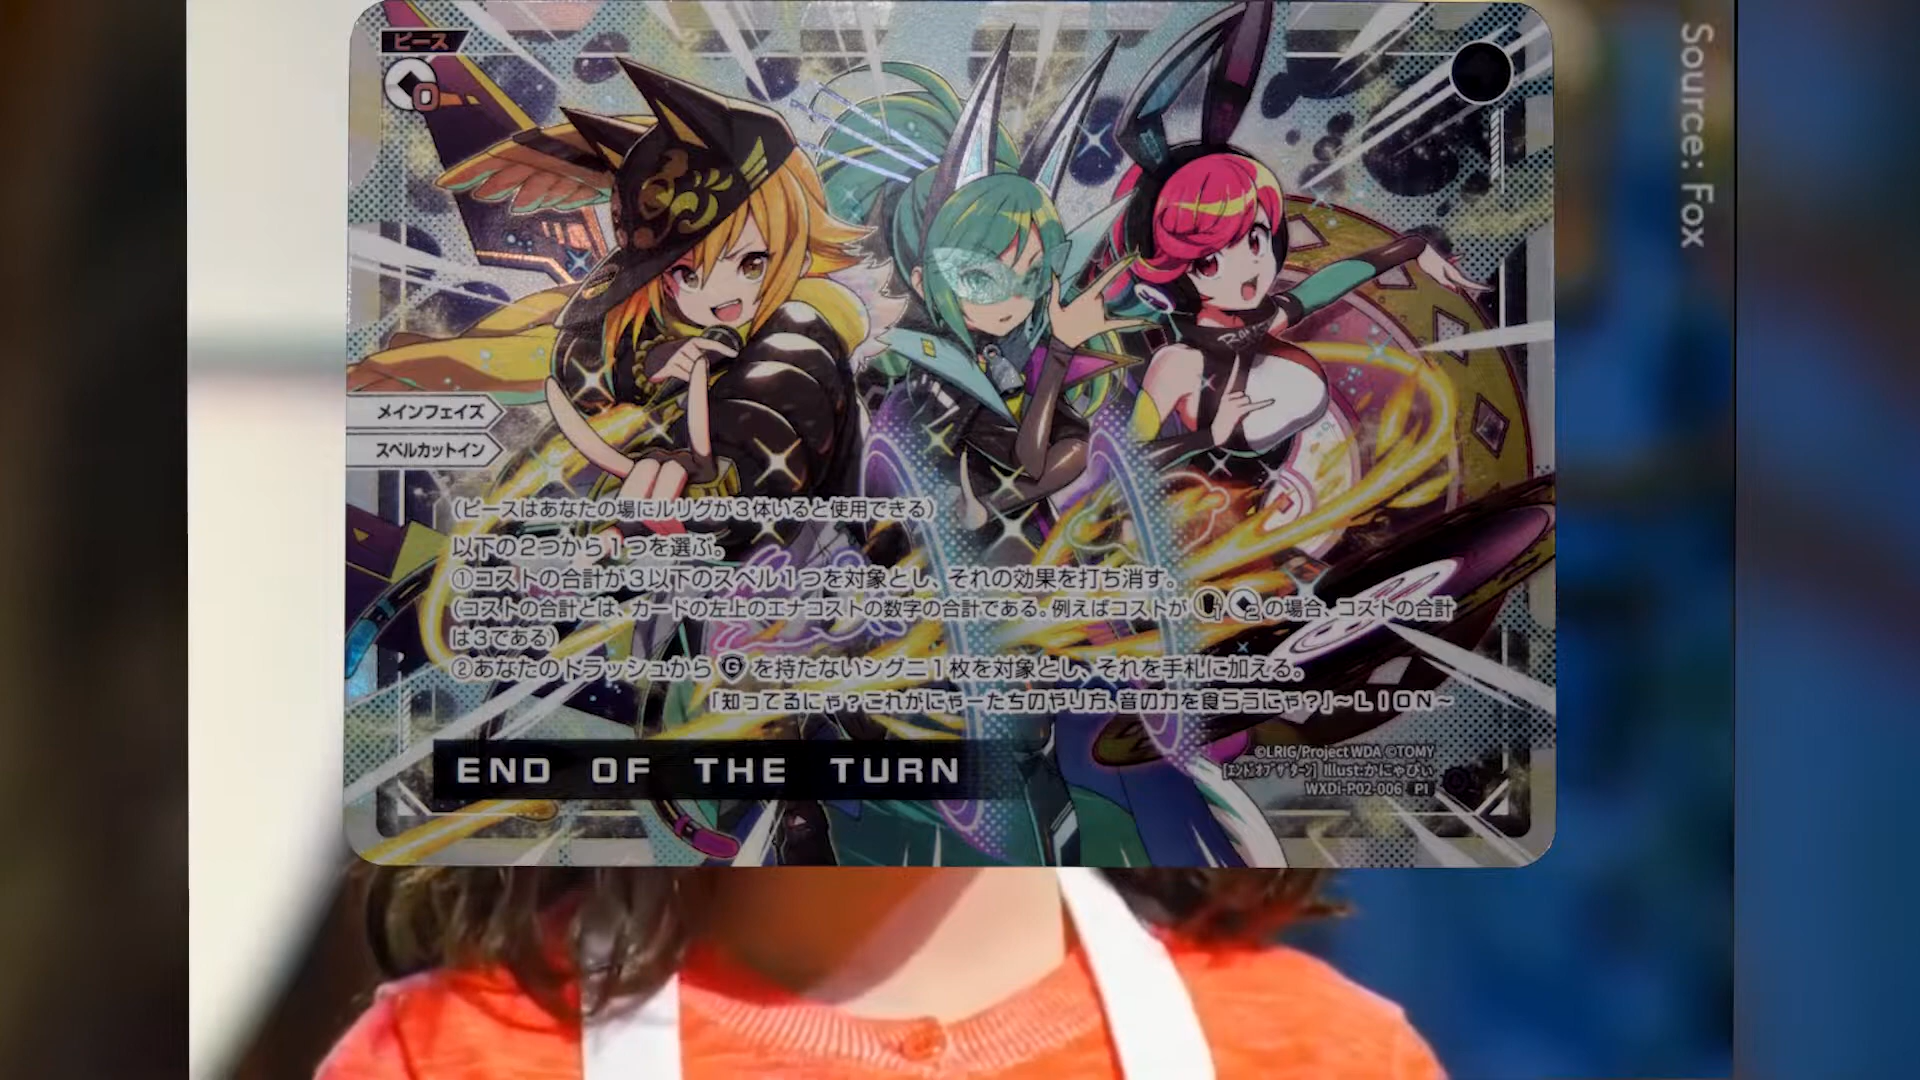 ピース
0
Source: Fox
メインフェイズ
スペルカットイン
(ピースはあなたの場にルリグが3体いると使用できる)
以下の2つから1つを選ぶ。
①コストの合計が3以下のスペル1つを対象とし、それの効果を打ち消す。
(コストの合計とは、カードの左上のエナコストの数字の合計である。例えばコストが 1 2 の場合、コストの合計
は3である)
②あなたのトラッシュから G を持たないシグニ1枚を対象とし、それを手札に加える。
「知ってるにゃ?これがにゃーたちのやり方、音の力を食らうにゃ?」~LION~
END OF THE TURN
©LRIG/Project WDA ©TOMY
[エンドオブザターン] Illust:かにゃぴぃ
WXDi-P02-006 PI